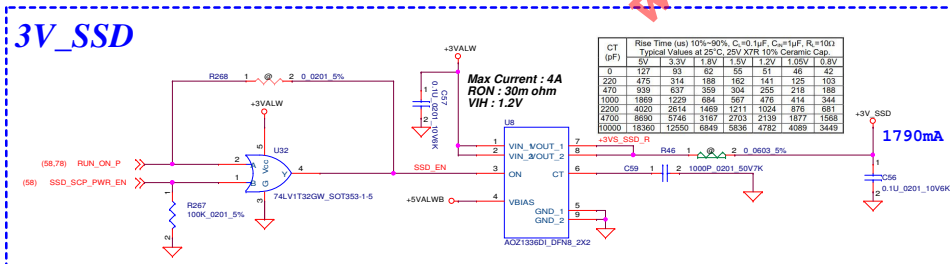 3V_SSD
+3VALW
Max Current : 4A
RON : 30m ohm
VIH : 1.2V
CT (pF) Rise Time (us) 10%~90%, CL=0.1µF, CIN=1µF, RL=10Ω
Typical Values at 25°C, 25V X7R 10% Ceramic Cap.
5V 3.3V 1.8V 1.5V 1.2V 1.05V 0.8V
0 127 93 62 55 51 46 42
220 475 314 188 162 141 125 103
470 939 637 359 304 255 218 188
1000 1869 1229 684 567 476 414 344
2200 4020 2614 1469 1211 1024 876 681
4700 8690 5746 3167 2703 2139 1877 1568
10000 18360 12550 6849 5836 4782 4089 3449
R268 1 @ 2 0_0201_5%
+3VALW
1 2 C57
0.1U_0201_10V6K
U8
+3VS_SSD_R
+3V_SSD
1790mA
1 VIN_1 VOUT_1 7
2 VIN_2 VOUT_2 8
R46 1 @ 2 0_0603_5%
(58,78) RUN_ON_P
2 A 5 Vcc U32
Y 4 SSD_EN
3 ON CT 6
C59 1 2 1000P_0201_50V7K
(58) SSD_SCP_PWR_EN
1 B G 3
74LV1T32GW_SOT353-1-5
1 R267 2
100K_0201_5%
+5VALWB 4 VBIAS
GND_1 5
GND_2 9
AOZ1336DI_DFN8_2X2
1 C56 2
0.1U_0201_10V6K